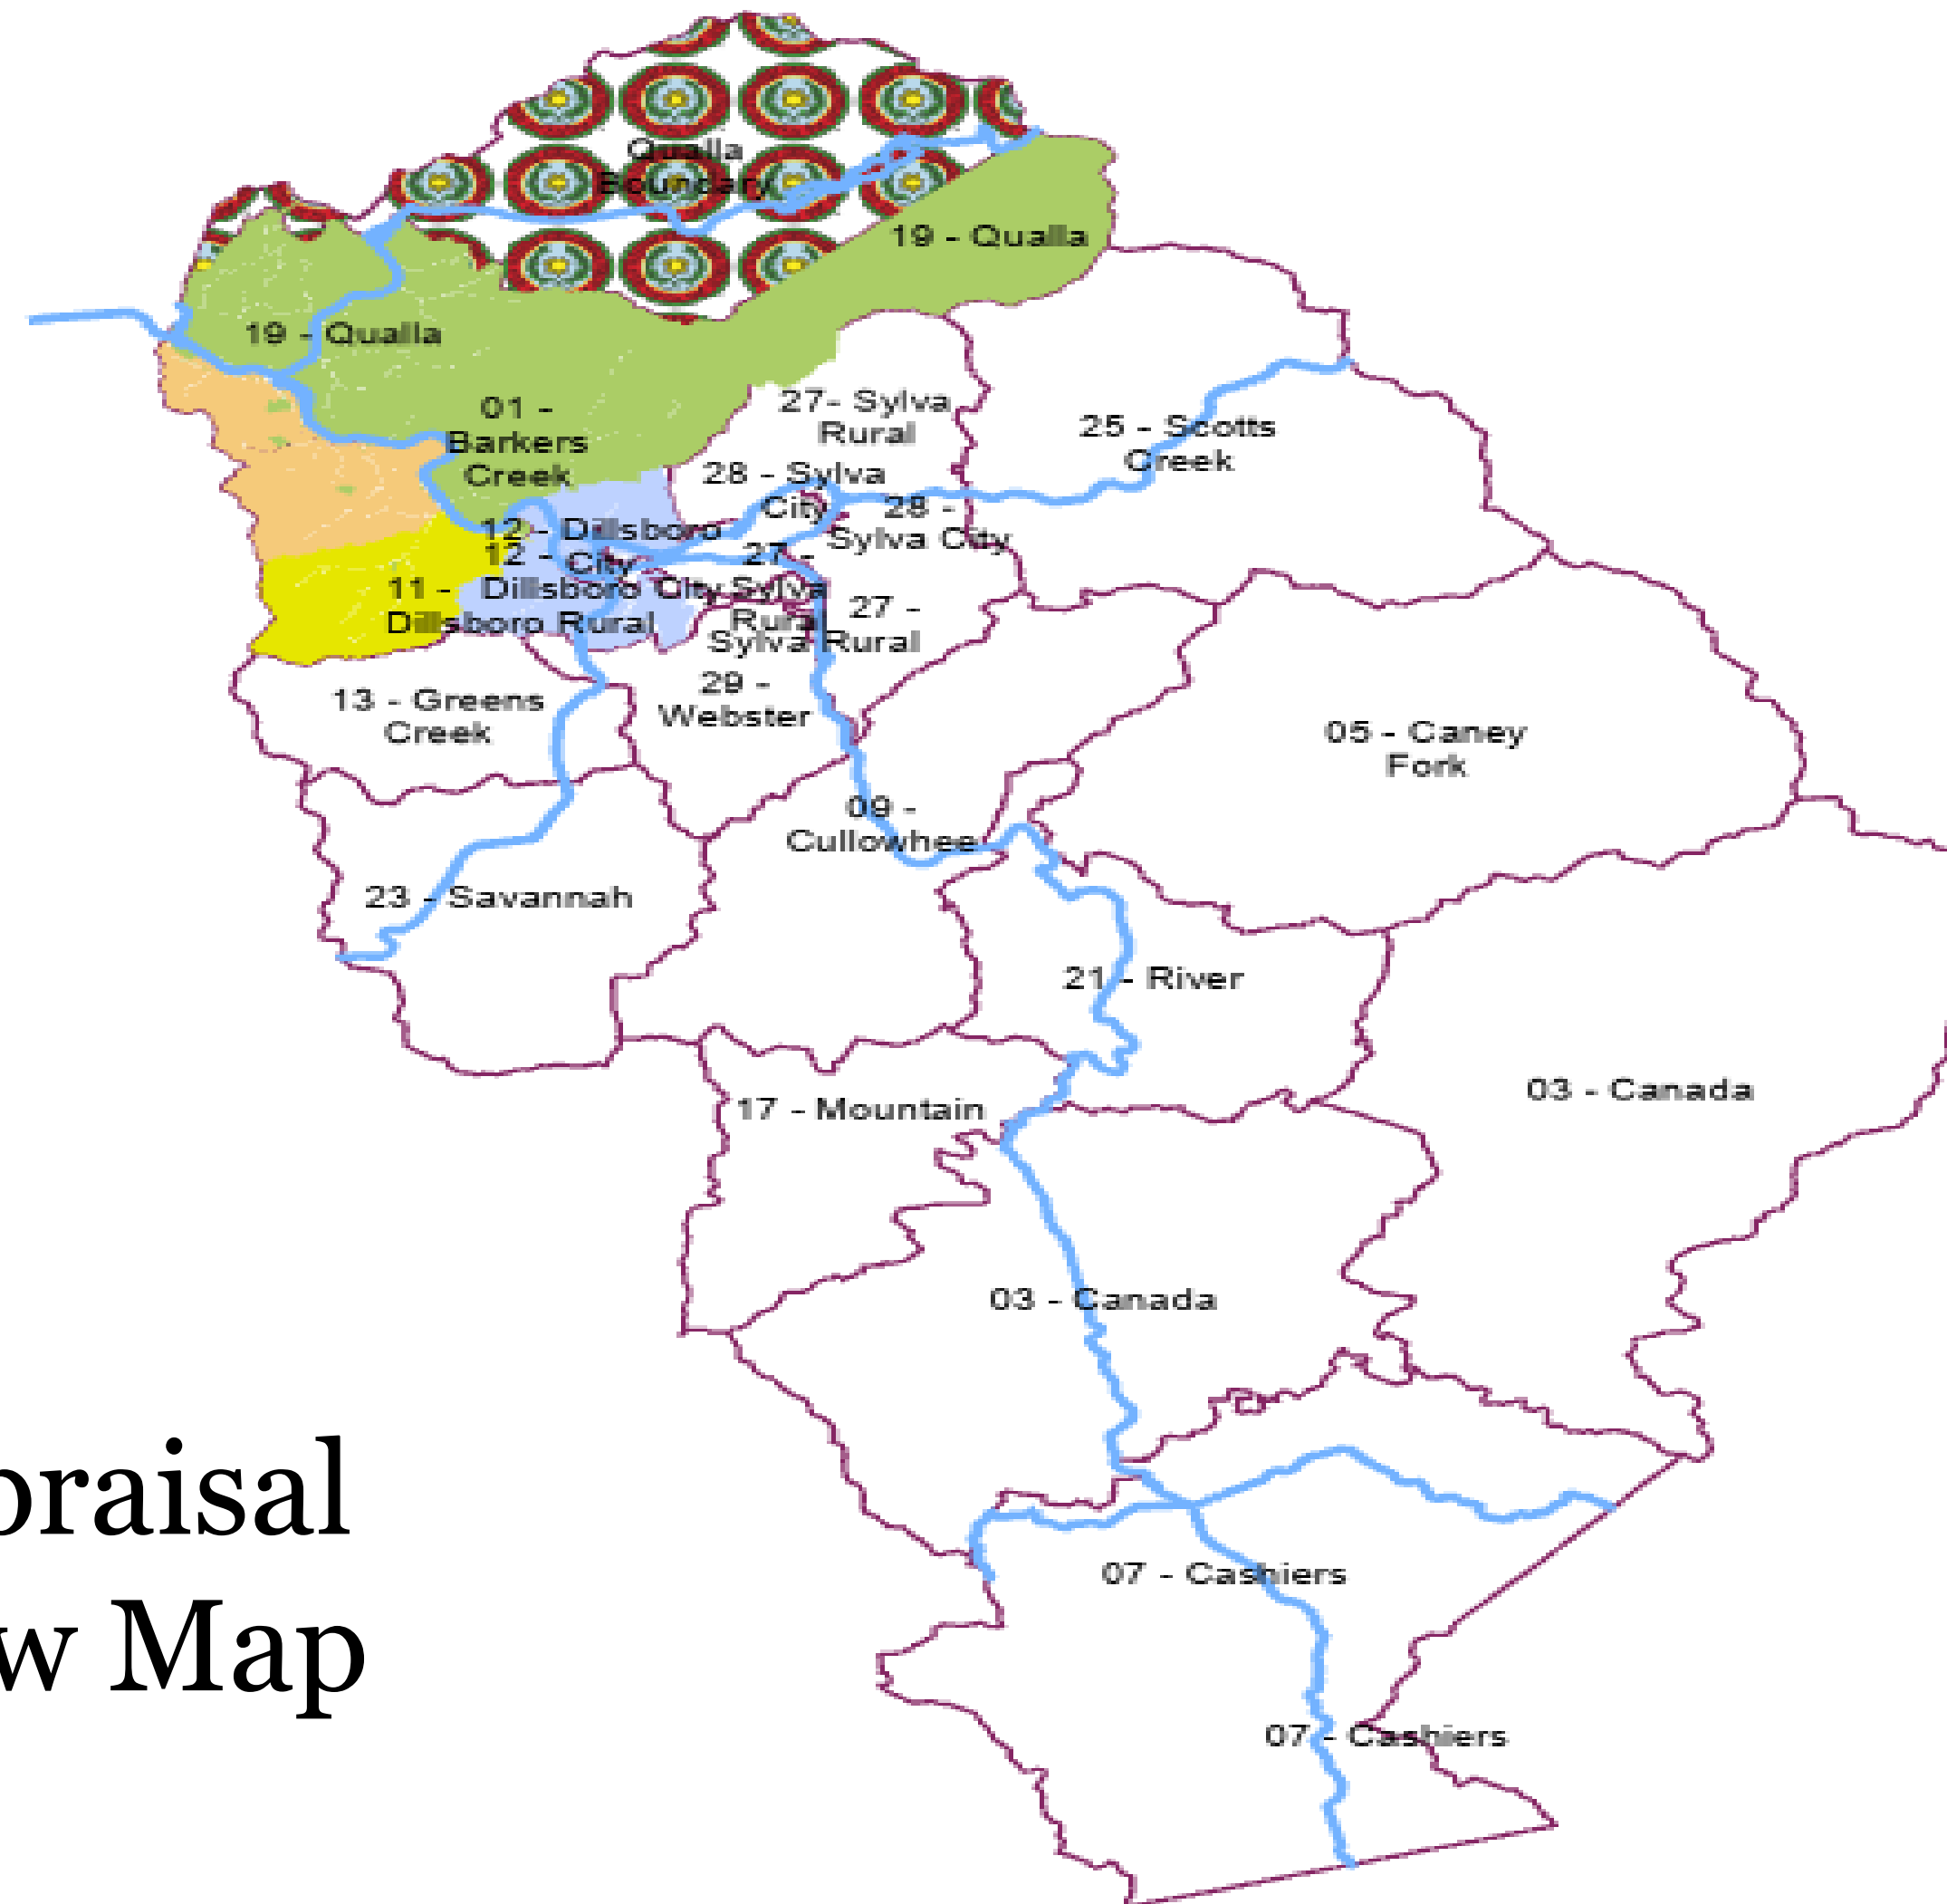 Qualla
Boundary
19 - Qualla
19 - Qualla
01 -
Barkers
Creek
27- Sylva
Rural
25 - Scotts
Creek
28 - Sylva
City
28 -
Sylva City
12 - Dillsboro
City
12 -
Dillsboro City
27 -
Sylva
Rural
11 -
Dillsboro Rural
27 -
Sylva Rural
13 - Greens
Creek
29 -
Webster
05 - Caney
Fork
09 -
Cullowhee
23 - Savannah
21 - River
03 - Canada
17 - Mountain
03 - Canada
praisal
07 - Cashiers
w Map
07 - Cashiers